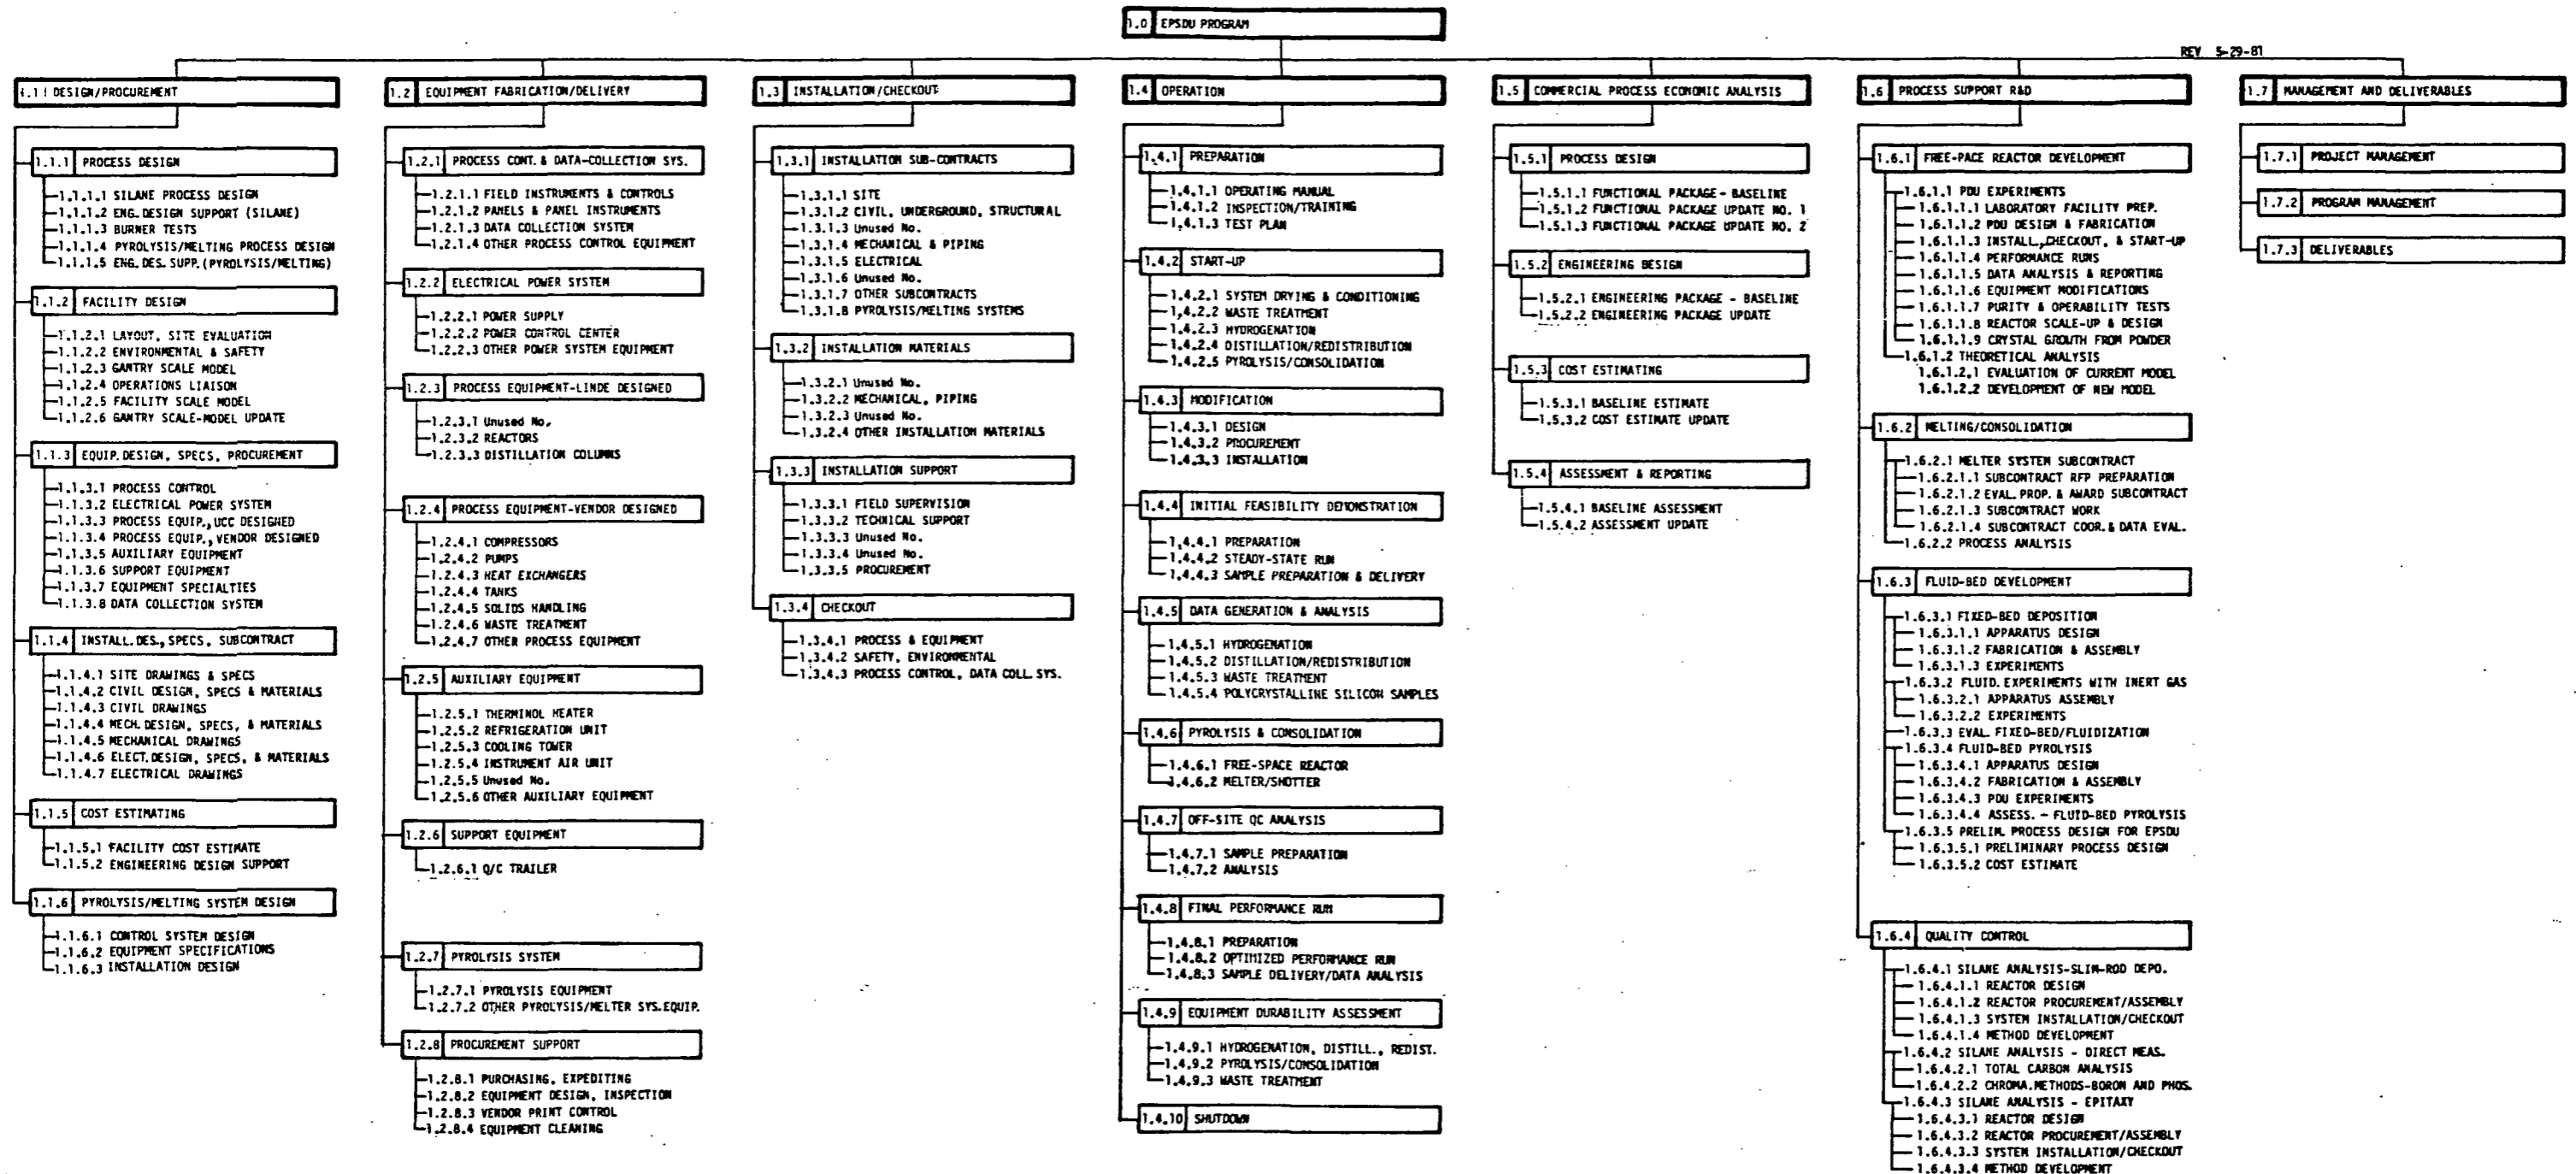 1.0 EPSDU PROGRAM
REV 5-29-81
1.1 DESIGN/PROCUREMENT
1.1.1 PROCESS DESIGN
1.1.1.1 SILANE PROCESS DESIGN
1.1.1.2 ENG.DESIGN SUPPORT (SILANE)
1.1.1.3 BURNER TESTS
1.1.1.4 PYROLYSIS/MELTING PROCESS DESIGN
1.1.1.5 ENG.DES.SUPP.(PYROLYSIS/MELTING)
1.1.2 FACILITY DESIGN
1.1.2.1 LAYOUT, SITE EVALUATION
1.1.2.2 ENVIRONMENTAL & SAFETY
1.1.2.3 GANTRY SCALE MODEL
1.1.2.4 OPERATIONS LIAISON
1.1.2.5 FACILITY SCALE MODEL
1.1.2.6 GANTRY SCALE-MODEL UPDATE
1.1.3 EQUIP.DESIGN, SPECS, PROCUREMENT
1.1.3.1 PROCESS CONTROL
1.1.3.2 ELECTRICAL POWER SYSTEM
1.1.3.3 PROCESS EQUIP.,UCC DESIGNED
1.1.3.4 PROCESS EQUIP.,VENDOR DESIGNED
1.1.3.5 AUXILIARY EQUIPMENT
1.1.3.6 SUPPORT EQUIPMENT
1.1.3.7 EQUIPMENT SPECIALTIES
1.1.3.8 DATA COLLECTION SYSTEM
1.1.4 INSTALL.DES.,SPECS, SUBCONTRACT
1.1.4.1 SITE DRAWINGS & SPECS
1.1.4.2 CIVIL DESIGN, SPECS & MATERIALS
1.1.4.3 CIVIL DRAWINGS
1.1.4.4 MECH.DESIGN, SPECS, & MATERIALS
1.1.4.5 MECHANICAL DRAWINGS
1.1.4.6 ELECT.DESIGN, SPECS, & MATERIALS
1.1.4.7 ELECTRICAL DRAWINGS
1.1.5 COST ESTIMATING
1.1.5.1 FACILITY COST ESTIMATE
1.1.5.2 ENGINEERING DESIGN SUPPORT
1.1.6 PYROLYSIS/MELTING SYSTEM DESIGN
1.1.6.1 CONTROL SYSTEM DESIGN
1.1.6.2 EQUIPMENT SPECIFICATIONS
1.1.6.3 INSTALLATION DESIGN
1.2 EQUIPMENT FABRICATION/DELIVERY
1.2.1 PROCESS CONT.& DATA-COLLECTION SYS.
1.2.1.1 FIELD INSTRUMENTS & CONTROLS
1.2.1.2 PANELS & PANEL INSTRUMENTS
1.2.1.3 DATA COLLECTION SYSTEM
1.2.1.4 OTHER PROCESS CONTROL EQUIPMENT
1.2.2 ELECTRICAL POWER SYSTEM
1.2.2.1 POWER SUPPLY
1.2.2.2 POWER CONTROL CENTER
1.2.2.3 OTHER POWER SYSTEM EQUIPMENT
1.2.3 PROCESS EQUIPMENT-LINDE DESIGNED
1.2.3.1 Unused No.
1.2.3.2 REACTORS
1.2.3.3 DISTILLATION COLUMNS
1.2.4 PROCESS EQUIPMENT-VENDOR DESIGNED
1.2.4.1 COMPRESSORS
1.2.4.2 PUMPS
1.2.4.3 HEAT EXCHANGERS
1.2.4.4 TANKS
1.2.4.5 SOLIDS HANDLING
1.2.4.6 WASTE TREATMENT
1.2.4.7 OTHER PROCESS EQUIPMENT
1.2.5 AUXILIARY EQUIPMENT
1.2.5.1 THERMINOL HEATER
1.2.5.2 REFRIGERATION UNIT
1.2.5.3 COOLING TOWER
1.2.5.4 INSTRUMENT AIR UNIT
1.2.5.5 Unused No.
1.2.5.6 OTHER AUXILIARY EQUIPMENT
1.2.6 SUPPORT EQUIPMENT
1.2.6.1 Q/C TRAILER
1.2.7 PYROLYSIS SYSTEM
1.2.7.1 PYROLYSIS EQUIPMENT
1.2.7.2 OTHER PYROLYSIS/MELTER SYS.EQUIP.
1.2.8 PROCUREMENT SUPPORT
1.2.8.1 PURCHASING, EXPEDITING
1.2.8.2 EQUIPMENT DESIGN, INSPECTION
1.2.8.3 VENDOR PRINT CONTROL
1.2.8.4 EQUIPMENT CLEANING
1.3 INSTALLATION/CHECKOUT
1.3.1 INSTALLATION SUB-CONTRACTS
1.3.1.1 SITE
1.3.1.2 CIVIL, UNDERGROUND, STRUCTURAL
1.3.1.3 Unused No.
1.3.1.4 MECHANICAL & PIPING
1.3.1.5 ELECTRICAL
1.3.1.6 Unused No.
1.3.1.7 OTHER SUBCONTRACTS
1.3.1.8 PYROLYSIS/MELTING SYSTEMS
1.3.2 INSTALLATION MATERIALS
1.3.2.1 Unused No.
1.3.2.2 MECHANICAL, PIPING
1.3.2.3 Unused No.
1.3.2.4 OTHER INSTALLATION MATERIALS
1.3.3 INSTALLATION SUPPORT
1.3.3.1 FIELD SUPERVISION
1.3.3.2 TECHNICAL SUPPORT
1.3.3.3 Unused No.
1.3.3.4 Unused No.
1.3.3.5 PROCUREMENT
1.3.4 CHECKOUT
1.3.4.1 PROCESS & EQUIPMENT
1.3.4.2 SAFETY, ENVIRONMENTAL
1.3.4.3 PROCESS CONTROL, DATA COLL.SYS.
1.4 OPERATION
1.4.1 PREPARATION
1.4.1.1 OPERATING MANUAL
1.4.1.2 INSPECTION/TRAINING
1.4.1.3 TEST PLAN
1.4.2 START-UP
1.4.2.1 SYSTEM DRYING & CONDITIONING
1.4.2.2 WASTE TREATMENT
1.4.2.3 HYDROGENATION
1.4.2.4 DISTILLATION/REDISTRIBUTION
1.4.2.5 PYROLYSIS/CONSOLIDATION
1.4.3 MODIFICATION
1.4.3.1 DESIGN
1.4.3.2 PROCUREMENT
1.4.3.3 INSTALLATION
1.4.4 INITIAL FEASIBILITY DEMONSTRATION
1.4.4.1 PREPARATION
1.4.4.2 STEADY-STATE RUN
1.4.4.3 SAMPLE PREPARATION & DELIVERY
1.4.5 DATA GENERATION & ANALYSIS
1.4.5.1 HYDROGENATION
1.4.5.2 DISTILLATION/REDISTRIBUTION
1.4.5.3 WASTE TREATMENT
1.4.5.4 POLYCRYSTALLINE SILICON SAMPLES
1.4.6 PYROLYSIS & CONSOLIDATION
1.4.6.1 FREE-SPACE REACTOR
1.4.6.2 MELTER/SHOTTER
1.4.7 OFF-SITE QC ANALYSIS
1.4.7.1 SAMPLE PREPARATION
1.4.7.2 ANALYSIS
1.4.8 FINAL PERFORMANCE RUN
1.4.8.1 PREPARATION
1.4.8.2 OPTIMIZED PERFORMANCE RUN
1.4.8.3 SAMPLE DELIVERY/DATA ANALYSIS
1.4.9 EQUIPMENT DURABILITY ASSESSMENT
1.4.9.1 HYDROGENATION, DISTILL., REDIST.
1.4.9.2 PYROLYSIS/CONSOLIDATION
1.4.9.3 WASTE TREATMENT
1.4.10 SHUTDOWN
1.5 COMMERCIAL PROCESS ECONOMIC ANALYSIS
1.5.1 PROCESS DESIGN
1.5.1.1 FUNCTIONAL PACKAGE - BASELINE
1.5.1.2 FUNCTIONAL PACKAGE UPDATE NO. 1
1.5.1.3 FUNCTIONAL PACKAGE UPDATE NO. 2
1.5.2 ENGINEERING DESIGN
1.5.2.1 ENGINEERING PACKAGE - BASELINE
1.5.2.2 ENGINEERING PACKAGE UPDATE
1.5.3 COST ESTIMATING
1.5.3.1 BASELINE ESTIMATE
1.5.3.2 COST ESTIMATE UPDATE
1.5.4 ASSESSMENT & REPORTING
1.5.4.1 BASELINE ASSESSMENT
1.5.4.2 ASSESSMENT UPDATE
1.6 PROCESS SUPPORT R&D
1.6.1 FREE-PACE REACTOR DEVELOPMENT
1.6.1.1 PDU EXPERIMENTS
1.6.1.1.1 LABORATORY FACILITY PREP.
1.6.1.1.2 PDU DESIGN & FABRICATION
1.6.1.1.3 INSTALL.,CHECKOUT, & START-UP
1.6.1.1.4 PERFORMANCE RUNS
1.6.1.1.5 DATA ANALYSIS & REPORTING
1.6.1.1.6 EQUIPMENT MODIFICATIONS
1.6.1.1.7 PURITY & OPERABILITY TESTS
1.6.1.1.8 REACTOR SCALE-UP & DESIGN
1.6.1.1.9 CRYSTAL GROUTH FROM POWDER
1.6.1.2 THEORETICAL ANALYSIS
1.6.1.2.1 EVALUATION OF CURRENT MODEL
1.6.1.2.2 DEVELOPMENT OF NEW MODEL
1.6.2 MELTING/CONSOLIDATION
1.6.2.1 MELTER SYSTEM SUBCONTRACT
1.6.2.1.1 SUBCONTRACT RFP PREPARATION
1.6.2.1.2 EVAL.PROP.& AWARD SUBCONTRACT
1.6.2.1.3 SUBCONTRACT WORK
1.6.2.1.4 SUBCONTRACT COOR.& DATA EVAL.
1.6.2.2 PROCESS ANALYSIS
1.6.3 FLUID-BED DEVELOPMENT
1.6.3.1 FIXED-BED DEPOSITION
1.6.3.1.1 APPARATUS DESIGN
1.6.3.1.2 FABRICATION & ASSEMBLY
1.6.3.1.3 EXPERIMENTS
1.6.3.2 FLUID.EXPERIMENTS WITH INERT GAS
1.6.3.2.1 APPARATUS ASSEMBLY
1.6.3.2.2 EXPERIMENTS
1.6.3.3 EVAL. FIXED-BED/FLUIDIZATION
1.6.3.4 FLUID-BED PYROLYSIS
1.6.3.4.1 APPARATUS DESIGN
1.6.3.4.2 FABRICATION & ASSEMBLY
1.6.3.4.3 PDU EXPERIMENTS
1.6.3.4.4 ASSESS. - FLUID-BED PYROLYSIS
1.6.3.5 PRELIM. PROCESS DESIGN FOR EPSDU
1.6.3.5.1 PRELIMINARY PROCESS DESIGN
1.6.3.5.2 COST ESTIMATE
1.6.4 QUALITY CONTROL
1.6.4.1 SILANE ANALYSIS-SLIM-ROD DEPO.
1.6.4.1.1 REACTOR DESIGN
1.6.4.1.2 REACTOR PROCUREMENT/ASSEMBLY
1.6.4.1.3 SYSTEM INSTALLATION/CHECKOUT
1.6.4.1.4 METHOD DEVELOPMENT
1.6.4.2 SILANE ANALYSIS - DIRECT MEAS.
1.6.4.2.1 TOTAL CARBON ANALYSIS
1.6.4.2.2 CHROMA.METHODS-BORON AND PHOS.
1.6.4.3 SILANE ANALYSIS - EPITAXY
1.6.4.3.1 REACTOR DESIGN
1.6.4.3.2 REACTOR PROCUREMENT/ASSEMBLY
1.6.4.3.3 SYSTEM INSTALLATION/CHECKOUT
1.6.4.3.4 METHOD DEVELOPMENT
1.7 MANAGEMENT AND DELIVERABLES
1.7.1 PROJECT MANAGEMENT
1.7.2 PROGRAM MANAGEMENT
1.7.3 DELIVERABLES